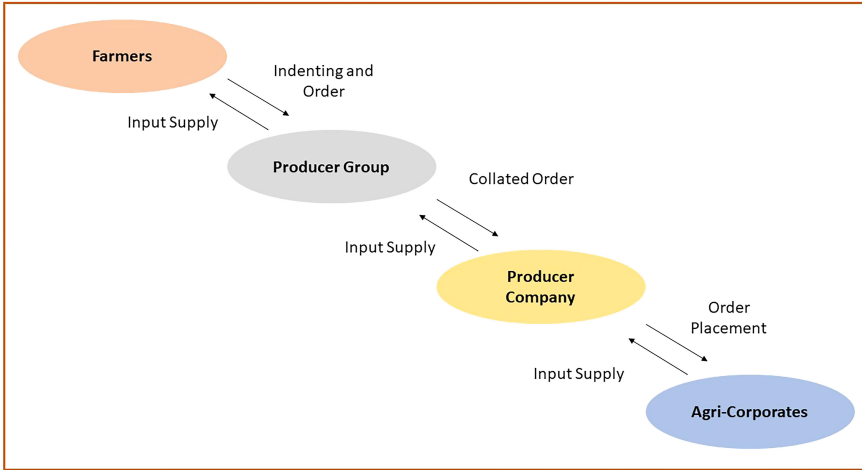 Farmers
Indenting and
Order
Input Supply
Producer Group
Collated Order
Input Supply
Producer
Company
Order
Placement
Input Supply
Agri-Corporates